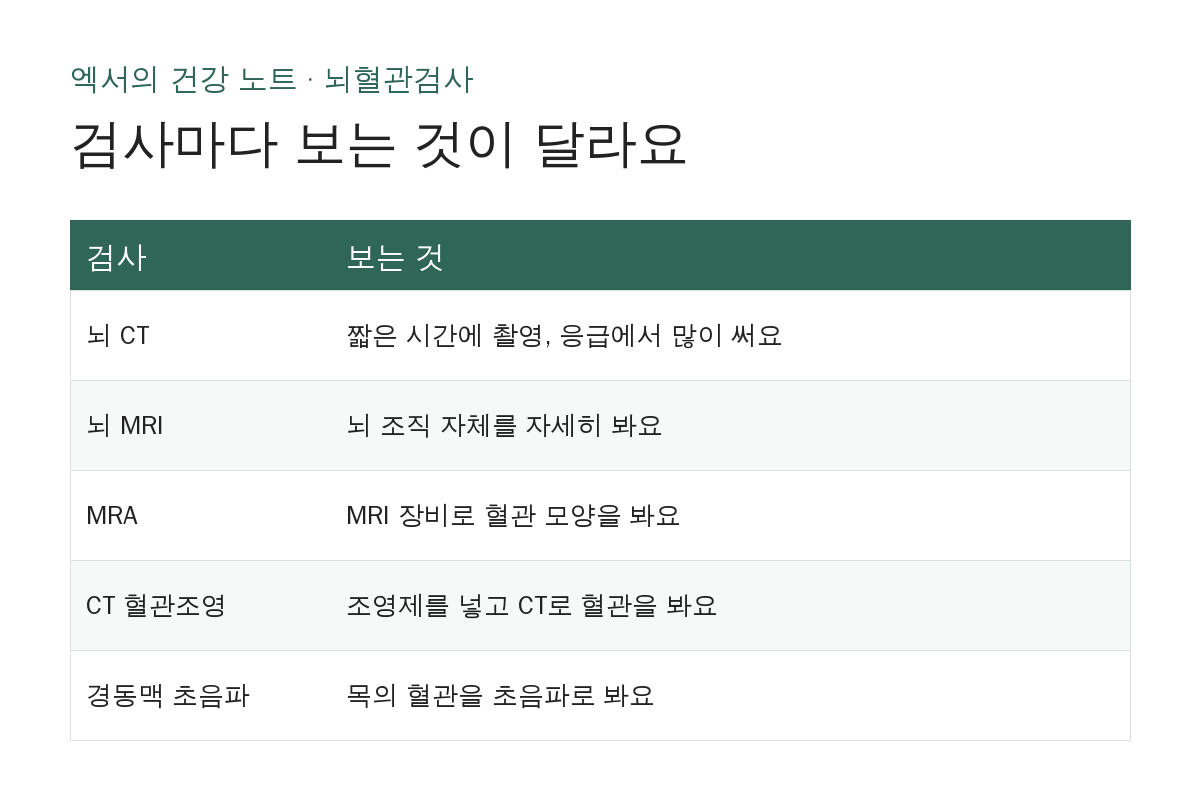 엑서의 건강 노트 · 뇌혈관검사
검사마다 보는 것이 달라요
검사 보는 것
뇌 CT 짧은 시간에 촬영, 응급에서 많이 써요
뇌 MRI 뇌 조직 자체를 자세히 봐요
MRA MRI 장비로 혈관 모양을 봐요
CT 혈관조영 조영제를 넣고 CT로 혈관을 봐요
경동맥 초음파 목의 혈관을 초음파로 봐요